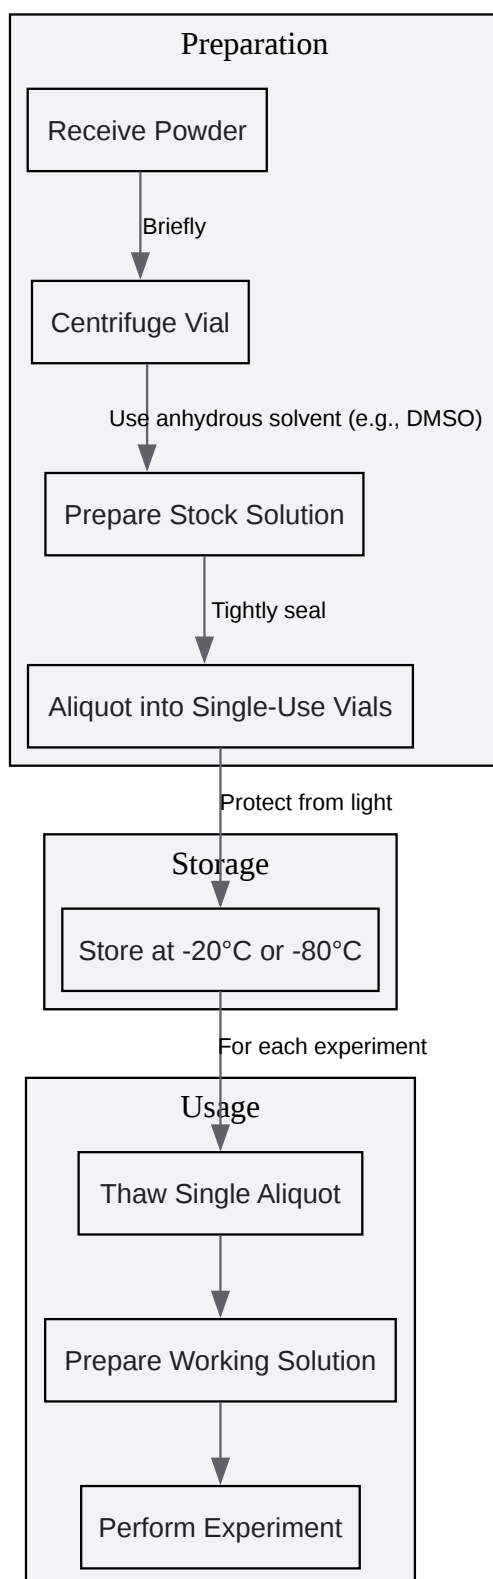 Preparation
Receive Powder
Briefly
Centrifuge Vial
Use anhydrous solvent (e.g., DMSO)
Prepare Stock Solution
Tightly seal
Aliquot into Single-Use Vials
Protect from light
Storage
Store at -20°C or -80°C
For each experiment
Usage
Thaw Single Aliquot
Prepare Working Solution
Perform Experiment